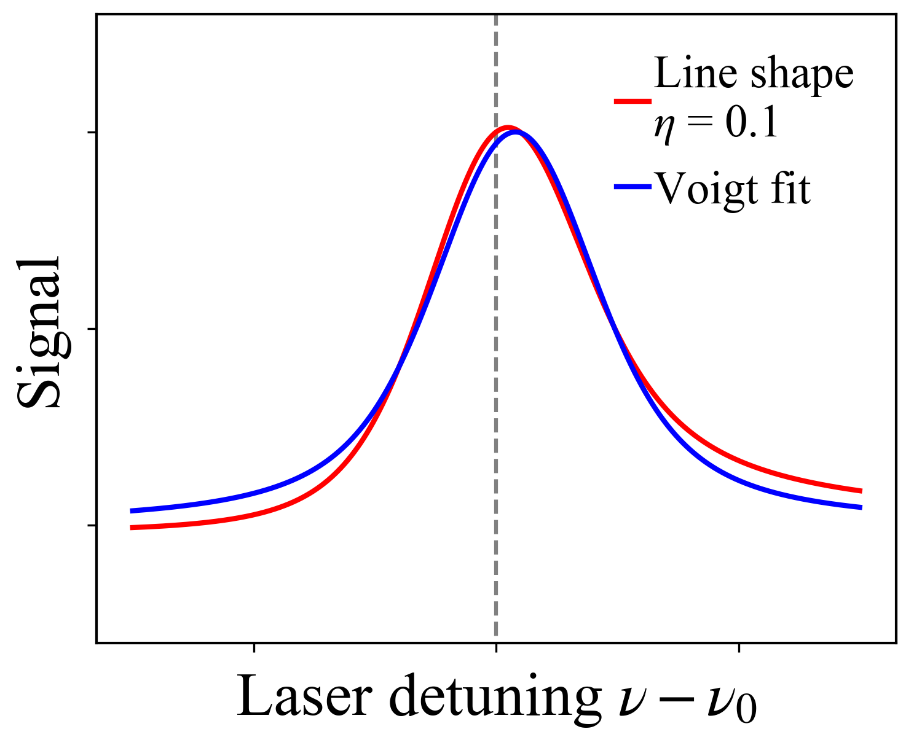 Line shape
η = 0.1
Voigt fit
Signal
Laser detuning ν − ν₀